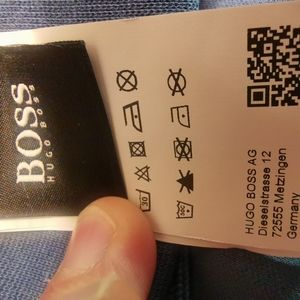 BOSS
HUGO BOSS
30
HUGO BOSS AG
Dieselstrasse 12
72555 Metzingen
Germany